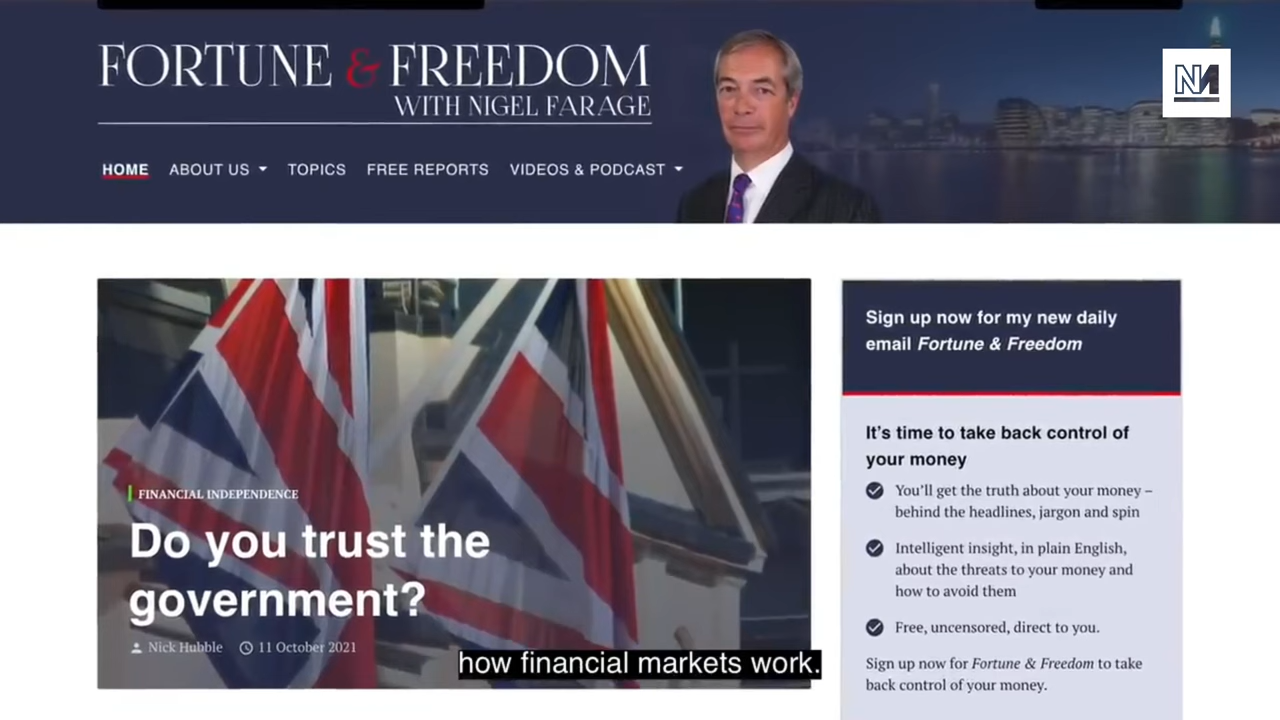 FORTUNE & FREEDOM
WITH NIGEL FARAGE
HOME ABOUT US TOPICS FREE REPORTS VIDEOS & PODCAST
FINANCIAL INDEPENDENCE
Do you trust the
government?
Nick Hubble 11 October 2021
how financial markets work.
Sign up now for my new daily
email Fortune & Freedom
It's time to take back control of
your money
You'll get the truth about your money –
behind the headlines, jargon and spin
Intelligent insight, in plain English,
about the threats to your money and
how to avoid them
Free, uncensored, direct to you.
Sign up now for Fortune & Freedom to take
back control of your money.